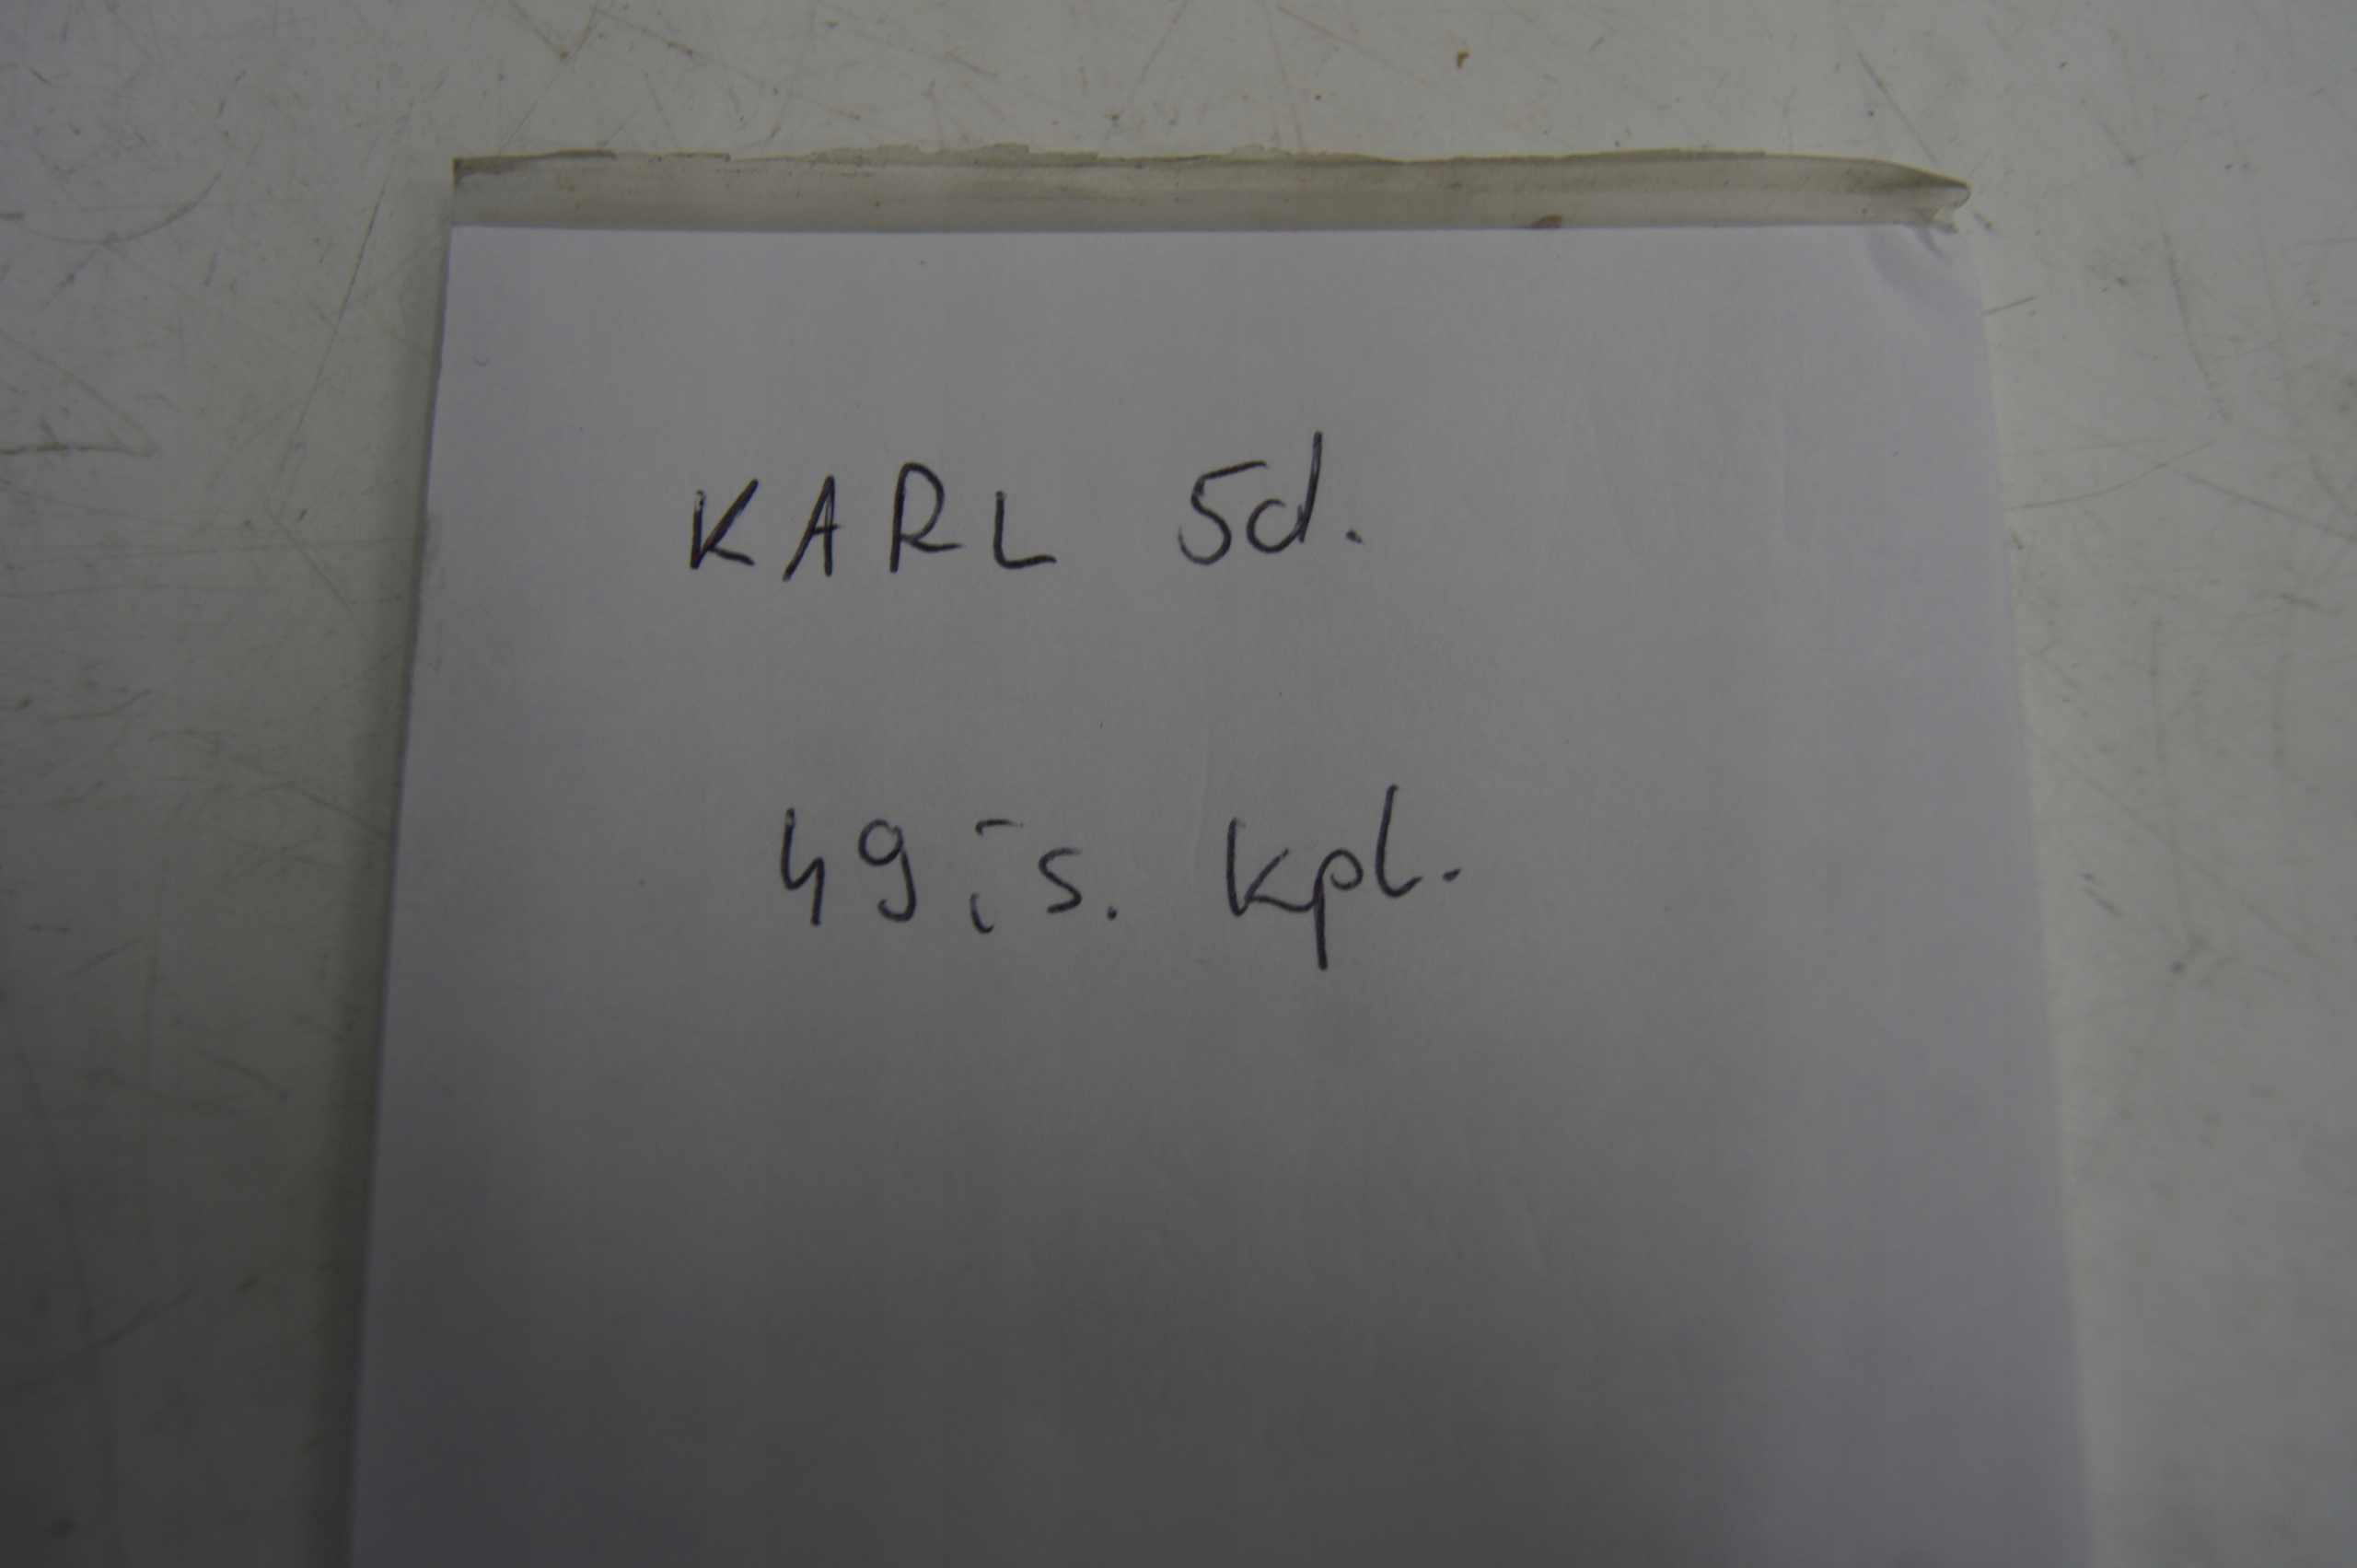 KARL 5d.
49 is. kpl.